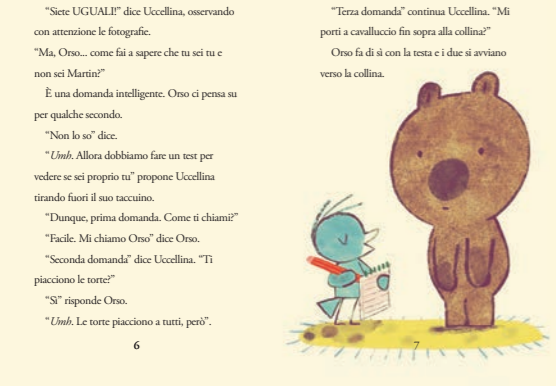 “Siete UGUALI!” dice Uccellina, osservando
con attenzione le fotografie.
“Ma, Orso... come fai a sapere che tu sei tu e
non sei Martin?”
È una domanda intelligente. Orso ci pensa su
per qualche secondo.
“Non lo so” dice.
“Umh. Allora dobbiamo fare un test per
vedere se sei proprio tu” propone Uccellina
tirando fuori il suo taccuino.
“Dunque, prima domanda. Come ti chiami?”
“Facile. Mi chiamo Orso” dice Orso.
“Seconda domanda” dice Uccellina. “Ti
piacciono le torte?”
“Sì” risponde Orso.
“Umh. Le torte piacciono a tutti, però”.
6
“Terza domanda” continua Uccellina. “Mi
porti a cavalluccio fin sopra alla collina?”
Orso fa di sì con la testa e i due si avviano
verso la collina.
7